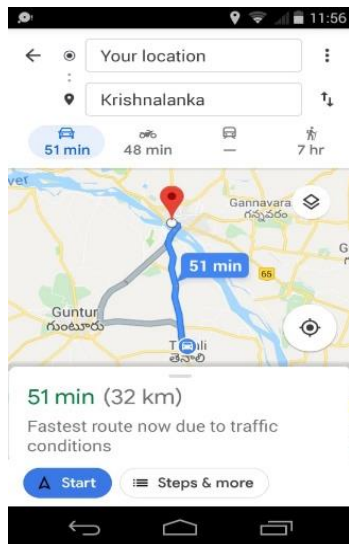 11:56
Your location
Krishnalanka
51 min
48 min
—
7 hr
Gannavara
గన్నవరం
51 min
65
Guntur
గుంటూరు
తెనాలి
51 min (32 km)
Fastest route now due to traffic
conditions
Start
Steps & more